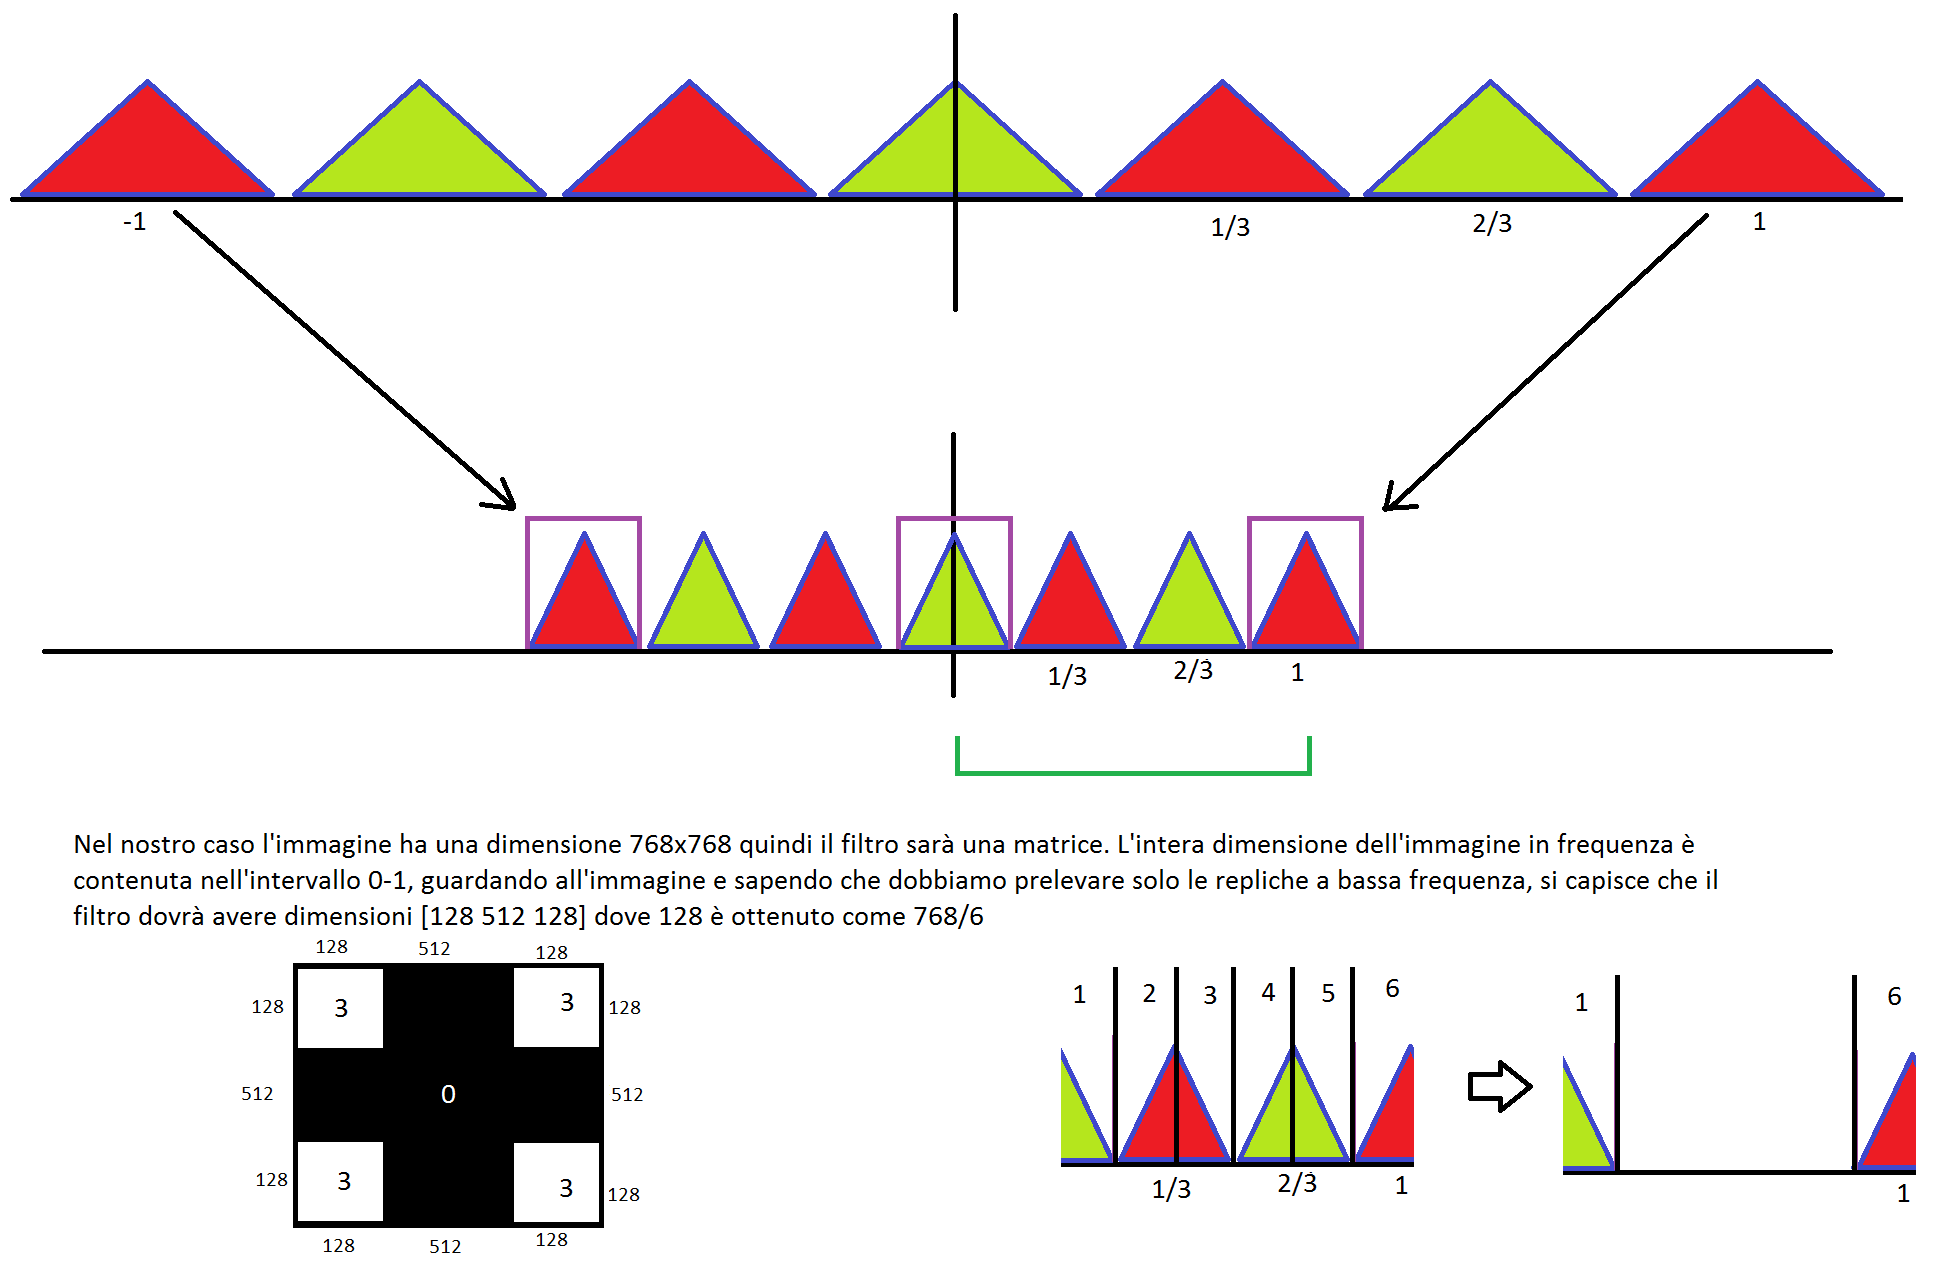 -1
1/3
2/3
1
1/3
2/3
1
Nel nostro caso l'immagine ha una dimensione 768x768 quindi il filtro sarà una matrice. L'intera dimensione dell'immagine in frequenza è
contenuta nell'intervallo 0-1, guardando all'immagine e sapendo che dobbiamo prelevare solo le repliche a bassa frequenza, si capisce che il
filtro dovrà avere dimensioni [128 512 128] dove 128 è ottenuto come 768/6
128 512 128
128 3 3 128
512 0 512
128 3 3 128
128 512 128
1 2 3 4 5 6
1/3 2/3 1
1 6
1